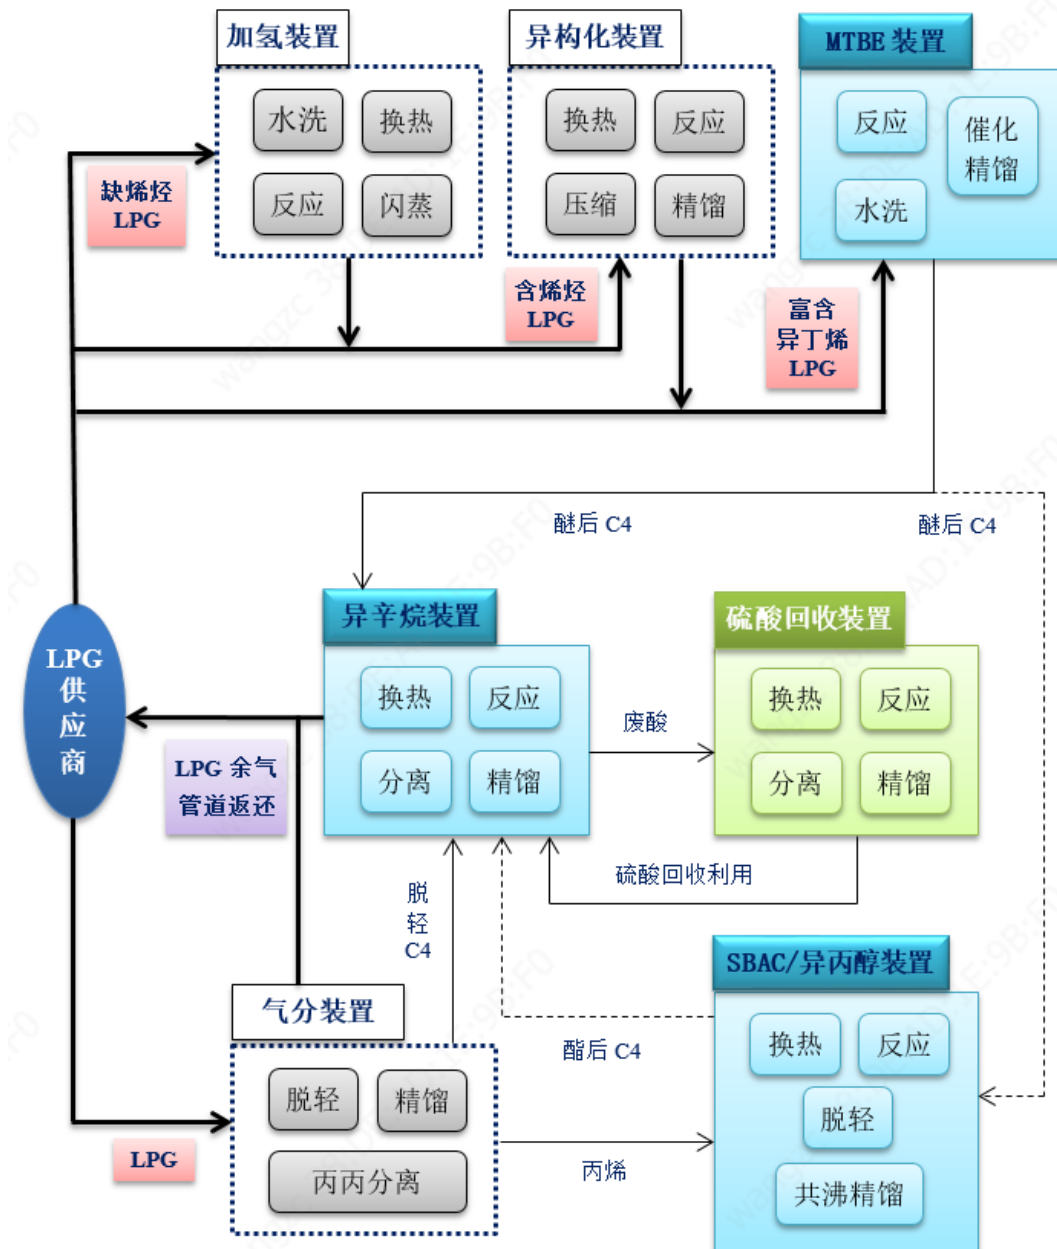 加氢装置
水洗
换热
反应
闪蒸
异构化装置
换热
反应
压缩
精馏
MTBE 装置
反应
催化
精馏
水洗
缺烯烃
LPG
含烯烃
LPG
富含
异丁烯
LPG
醚后 C4
醚后 C4
异辛烷装置
换热
反应
分离
精馏
硫酸回收装置
换热
反应
分离
精馏
LPG
供
应
商
废酸
LPG 余气
管道返还
硫酸回收利用
脱
轻
C4
SBAC/异丙醇装置
换热
反应
脱轻
共沸精馏
气分装置
脱轻
精馏
丙丙分离
酯后 C4
LPG
丙烯